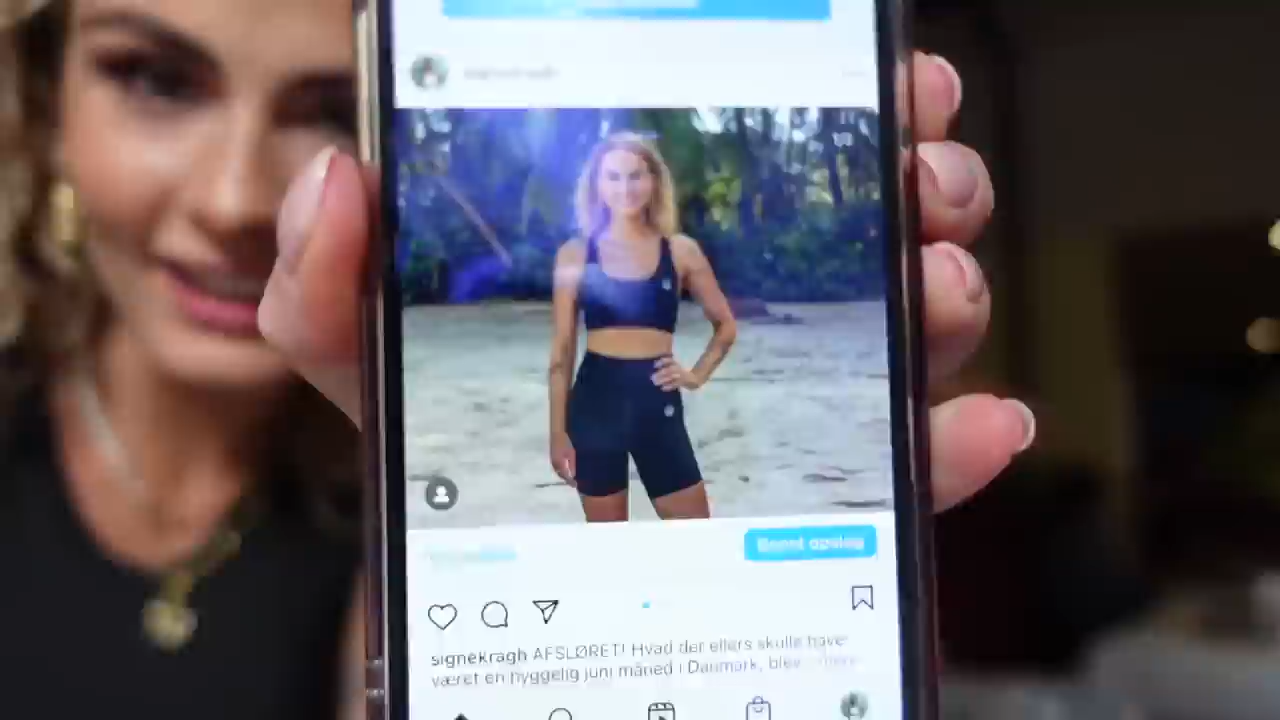 Boost opslag
signekragh AFSLØRET! Hvad der ellers skulle have
været en hyggelig juni måned i Danmark, blev